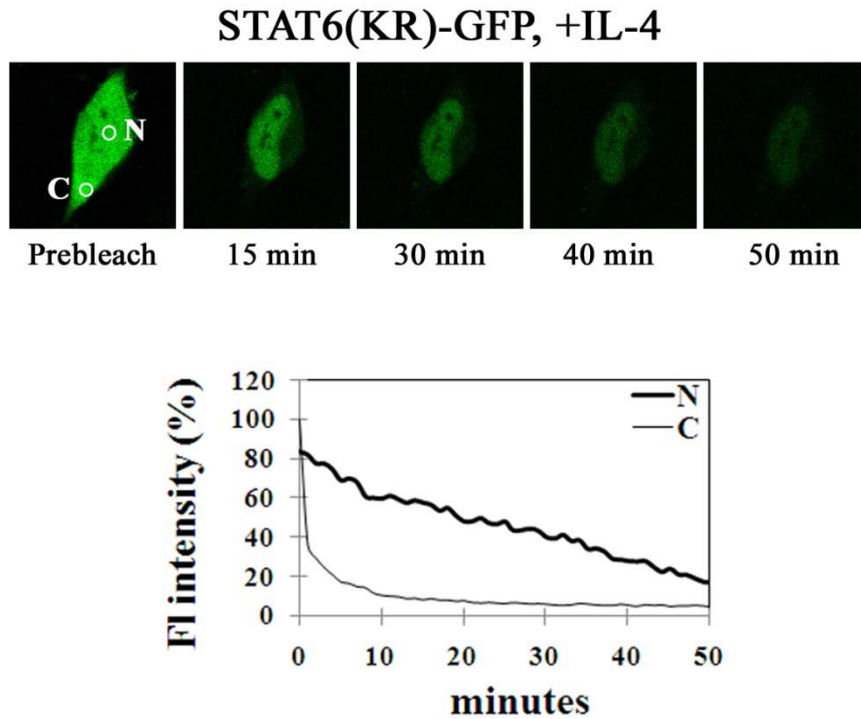 STAT6(KR)-GFP, +IL-4
N
C
Prebleach 15 min 30 min 40 min 50 min
120
100
80
60
40
20
0
Fl intensity (%)
N
C
0 10 20 30 40 50
minutes